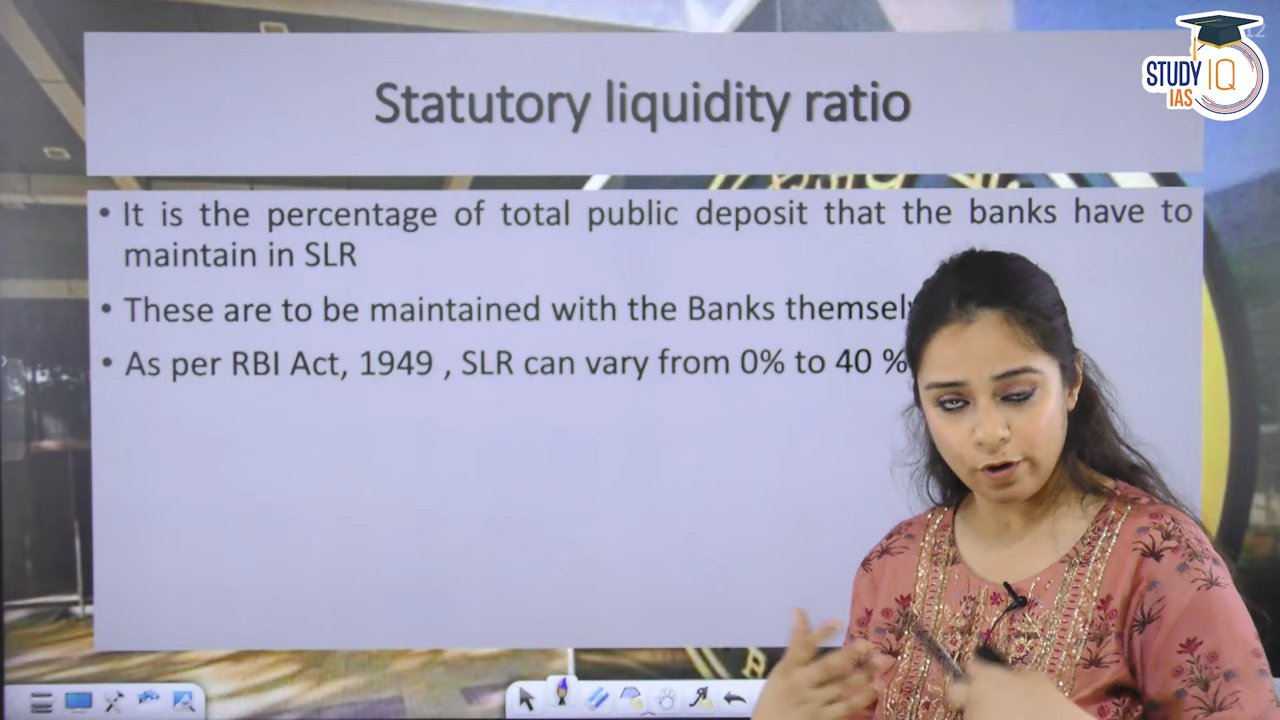 12
STUDY IQ
IAS
Statutory liquidity ratio
• It is the percentage of total public deposit that the banks have to
maintain in SLR
• These are to be maintained with the Banks
• As per RBI Act, 1949 , SLR can vary from 0% to 40 %